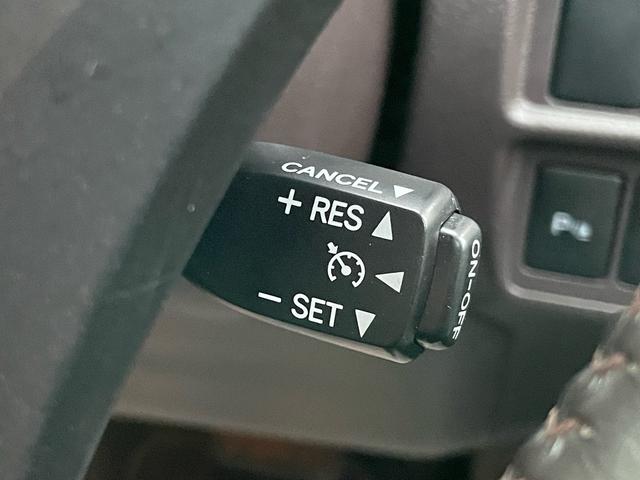 CANCEL ▼
+ RES ▲
◀
− SET ▼
ON-OFF
P